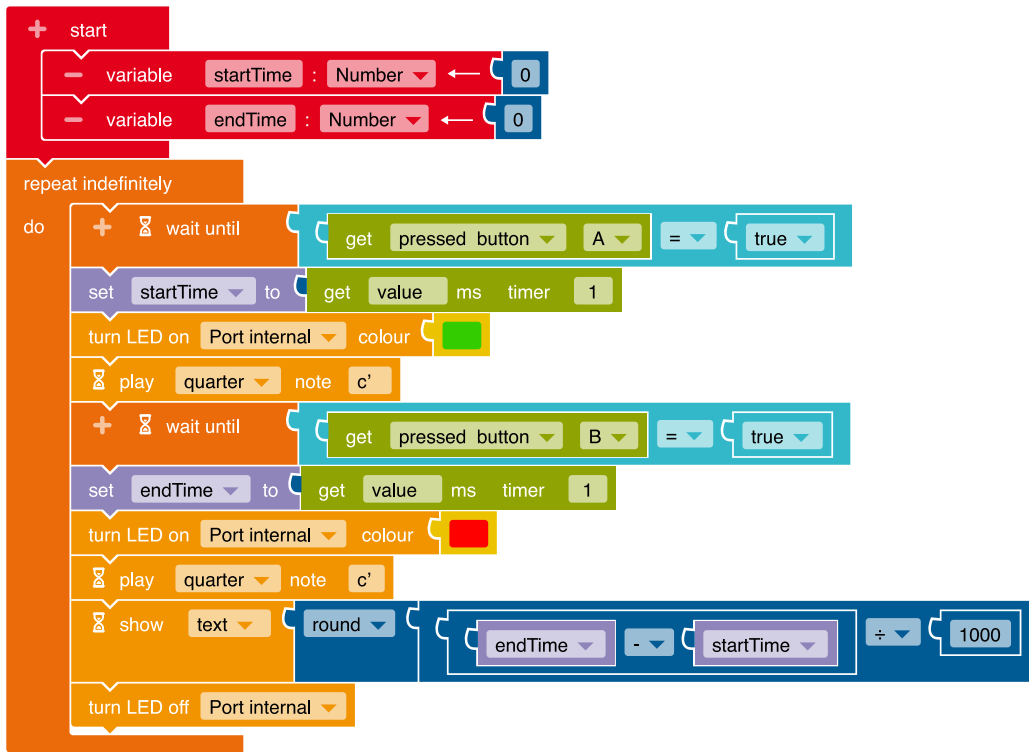 + start
− variable startTime : Number ← 0
− variable endTime : Number ← 0
repeat indefinitely
do + wait until get pressed button A = true
set startTime to get value ms timer 1
turn LED on Port internal colour
play quarter note c’
+ wait until get pressed button B = true
set endTime to get value ms timer 1
turn LED on Port internal colour
play quarter note c’
show text round endTime - startTime ÷ 1000
turn LED off Port internal